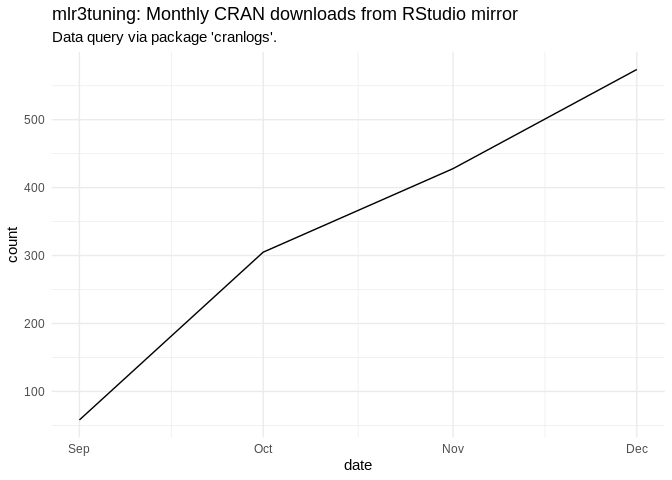 mlr3tuning: Monthly CRAN downloads from RStudio mirror
Data query via package 'cranlogs'.
count
500
400
300
200
100
Sep Oct Nov Dec
date